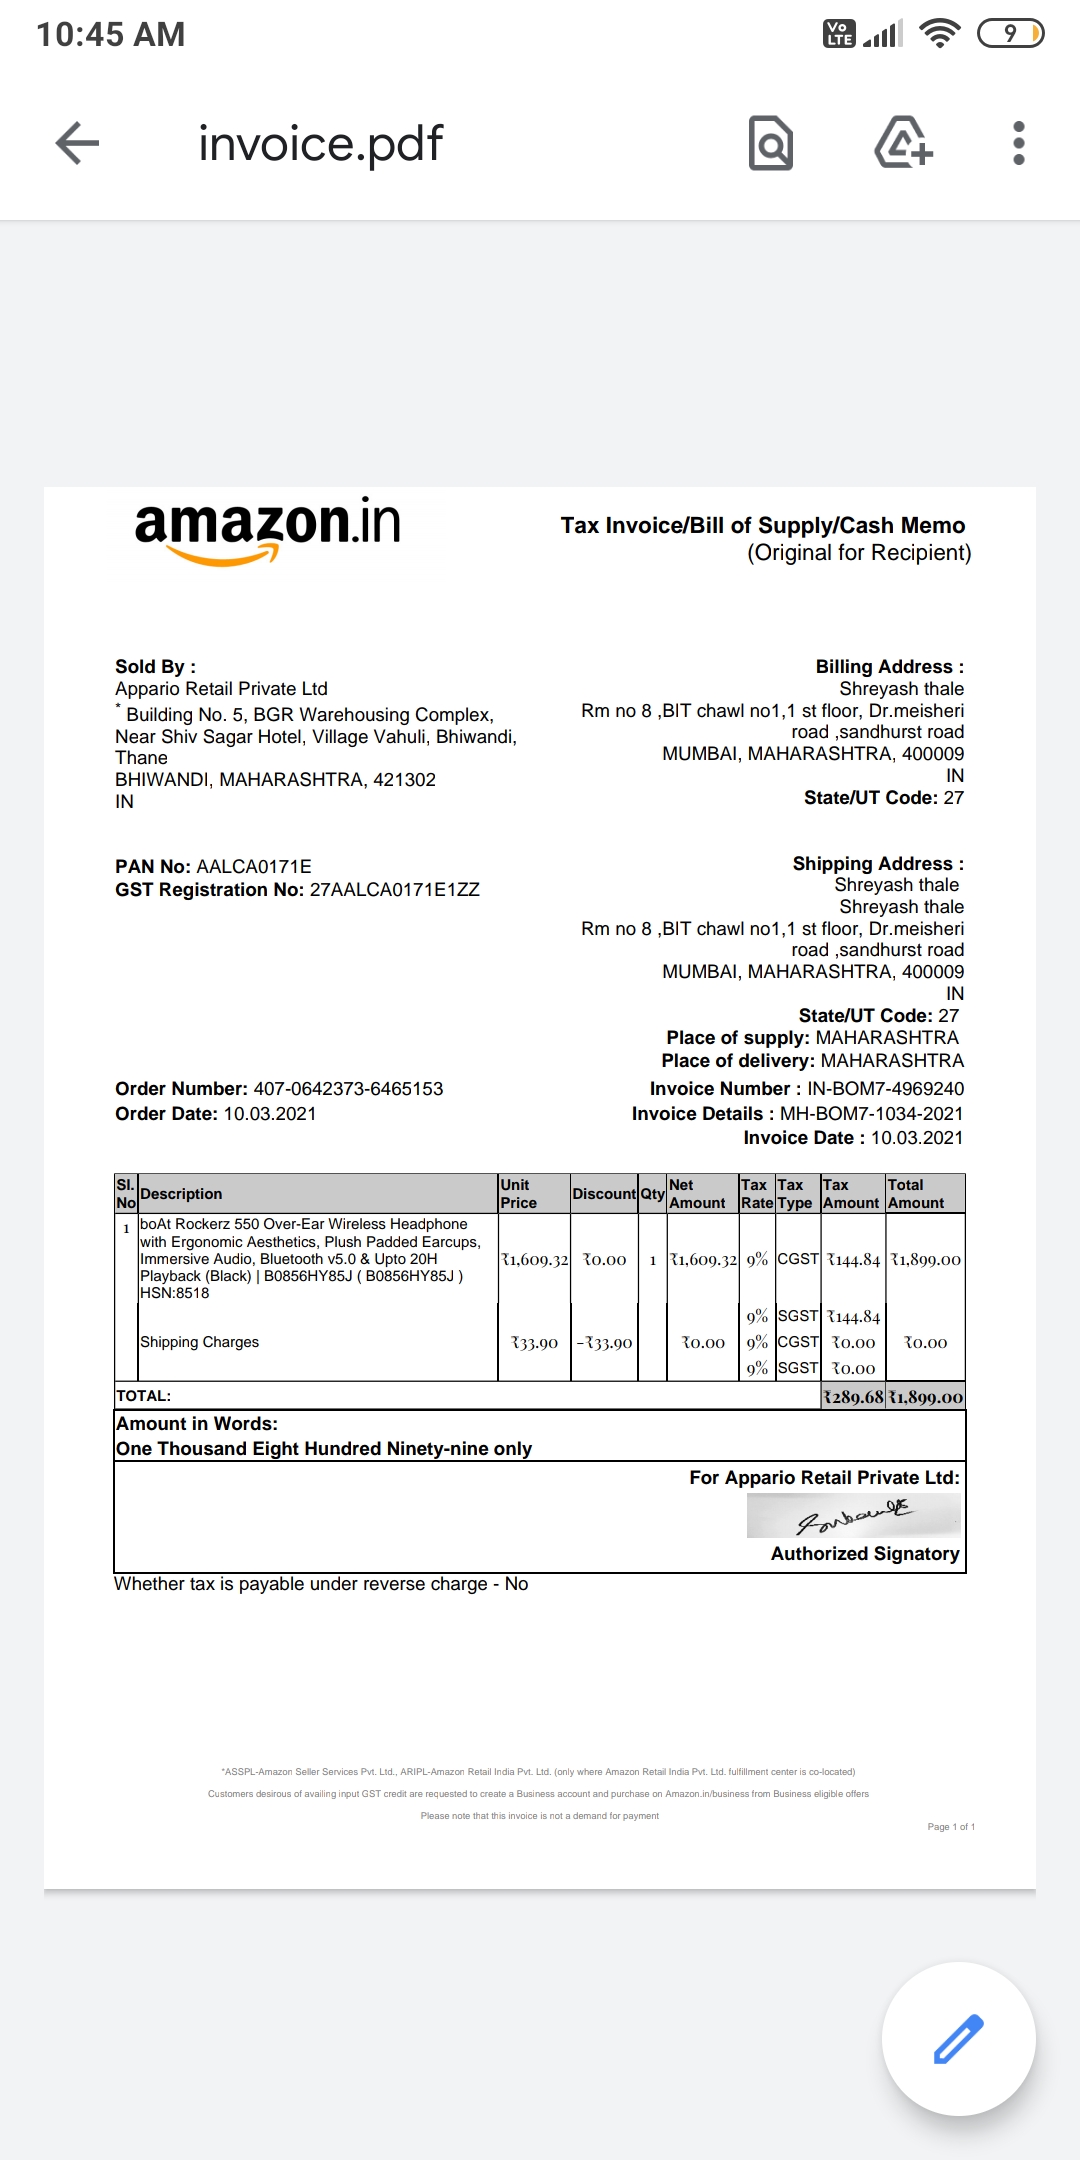 10:45 AM
Vo LTE
9
invoice.pdf
amazon.in
Tax Invoice/Bill of Supply/Cash Memo
(Original for Recipient)
Sold By :
Appario Retail Private Ltd
* Building No. 5, BGR Warehousing Complex,
Near Shiv Sagar Hotel, Village Vahuli, Bhiwandi,
Thane
BHIWANDI, MAHARASHTRA, 421302
IN
Billing Address :
Shreyash thale
Rm no 8 ,BIT chawl no1,1 st floor, Dr.meisheri
road ,sandhurst road
MUMBAI, MAHARASHTRA, 400009
IN
State/UT Code: 27
PAN No: AALCA0171E
GST Registration No: 27AALCA0171E1ZZ
Shipping Address :
Shreyash thale
Shreyash thale
Rm no 8 ,BIT chawl no1,1 st floor, Dr.meisheri
road ,sandhurst road
MUMBAI, MAHARASHTRA, 400009
IN
State/UT Code: 27
Place of supply: MAHARASHTRA
Place of delivery: MAHARASHTRA
Order Number: 407-0642373-6465153
Order Date: 10.03.2021
Invoice Number : IN-BOM7-4969240
Invoice Details : MH-BOM7-1034-2021
Invoice Date : 10.03.2021
Sl. No Description Unit Price Discount Qty Net Amount Tax Rate Tax Type Tax Amount Total Amount
1 boAt Rockerz 550 Over-Ear Wireless Headphone
with Ergonomic Aesthetics, Plush Padded Earcups,
Immersive Audio, Bluetooth v5.0 & Upto 20H ₹1,609.32 ₹0.00 1 ₹1,609.32 9% CGST ₹144.84 ₹1,899.00
Playback (Black) | B0856HY85J ( B0856HY85J )
HSN:8518
9% SGST ₹144.84
Shipping Charges ₹33.90 -₹33.90 ₹0.00 9% CGST ₹0.00 ₹0.00
9% SGST ₹0.00
TOTAL: ₹289.68 ₹1,899.00
Amount in Words:
One Thousand Eight Hundred Ninety-nine only
For Appario Retail Private Ltd:
Authorized Signatory
Whether tax is payable under reverse charge - No
*ASSPL-Amazon Seller Services Pvt. Ltd., ARIPL-Amazon Retail India Pvt. Ltd. (only where Amazon Retail India Pvt. Ltd. fulfillment center is co-located)
Customers desirous of availing input GST credit are requested to create a Business account and purchase on Amazon.in/business from Business eligible offers
Please note that this invoice is not a demand for payment
Page 1 of 1